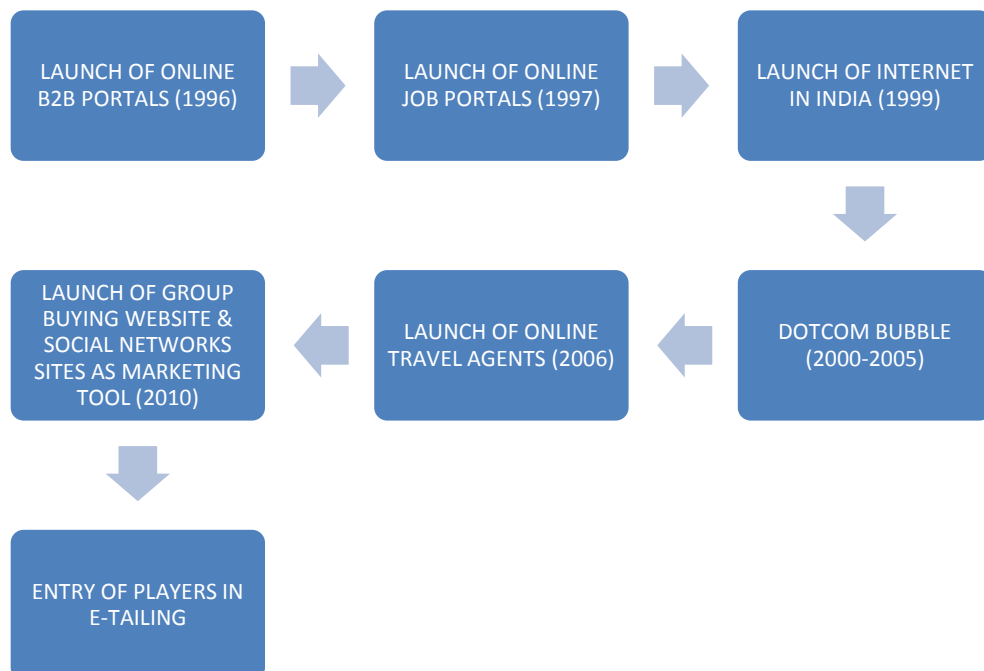 LAUNCH OF ONLINE
B2B PORTALS (1996)
LAUNCH OF ONLINE
JOB PORTALS (1997)
LAUNCH OF INTERNET
IN INDIA (1999)
DOTCOM BUBBLE
(2000-2005)
LAUNCH OF ONLINE
TRAVEL AGENTS (2006)
LAUNCH OF GROUP
BUYING WEBSITE &
SOCIAL NETWORKS
SITES AS MARKETING
TOOL (2010)
ENTRY OF PLAYERS IN
E-TAILING